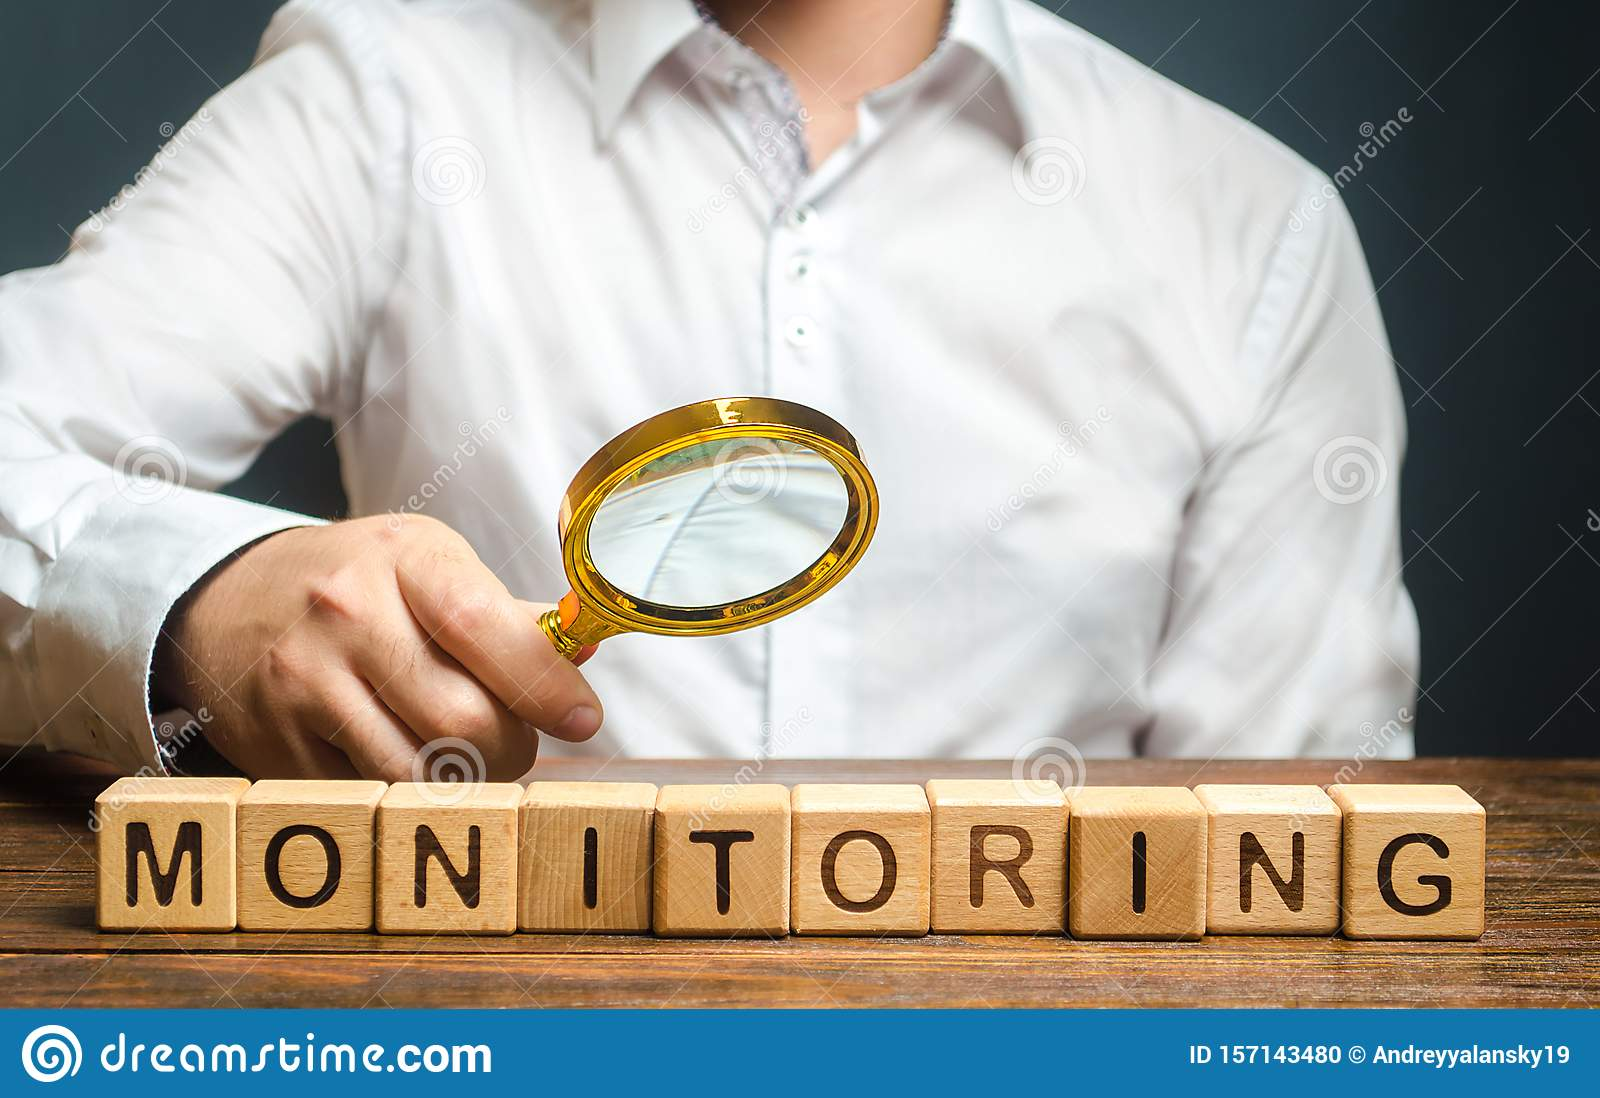 MONITORING
dreamstime.com
ID 157143480 © Andreyyalansky19